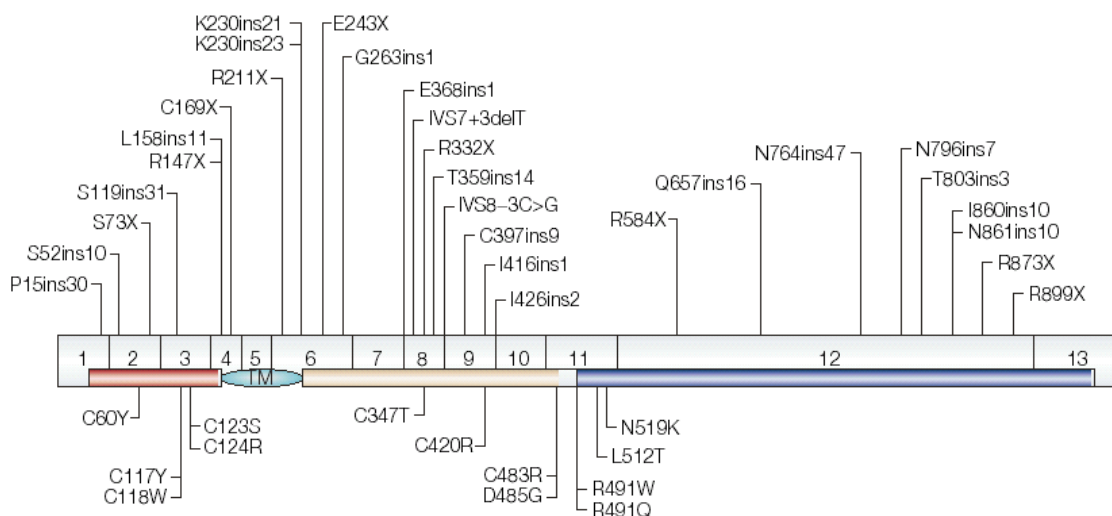 K230ins21
K230ins23
R211X
C169X
L158ins11
R147X
S119ins31
S73X
S52ins10
P15ins30
E243X
G263ins1
E368ins1
IVS7+3delT
R332X
T359ins14
IVS8–3C>G
C397ins9
I416ins1
I426ins2
R584X
Q657ins16
N764ins47
N796ins7
T803ins3
I860ins10
N861ins10
R873X
R899X
1 2 3 4 5 6 7 8 9 10 11 12 13
TM
C60Y
C117Y
C118W
C123S
C124R
C347T
C420R
C483R
D485G
N519K
L512T
R491W
R491Q